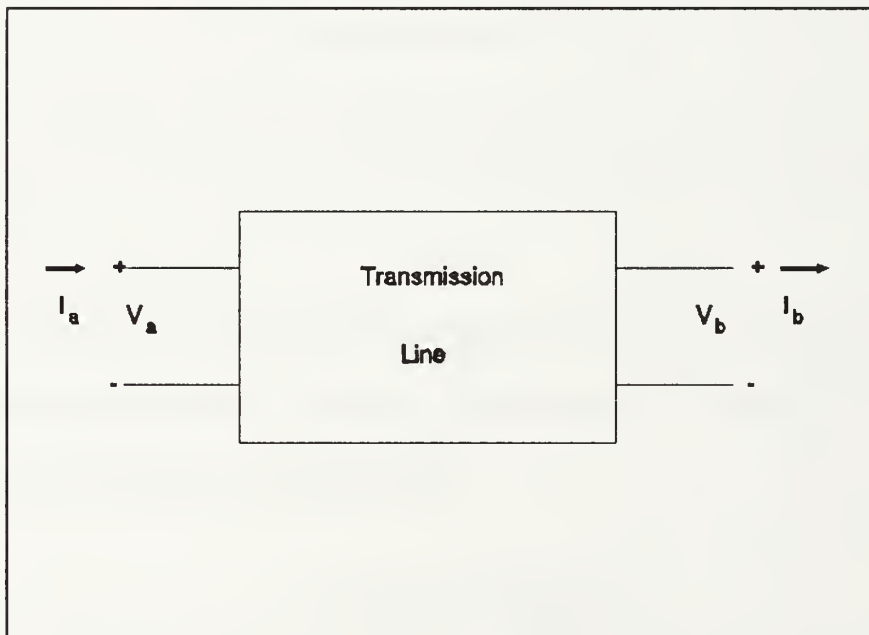 + Transmission +
I_a V_a V_b I_b
Line
- -